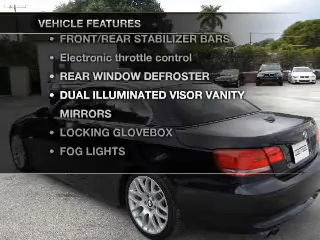 VEHICLE FEATURES
• FRONT/REAR STABILIZER BARS
• Electronic throttle control
• REAR WINDOW DEFROSTER
• DUAL ILLUMINATED VISOR VANITY
MIRRORS
• LOCKING GLOVEBOX
• FOG LIGHTS